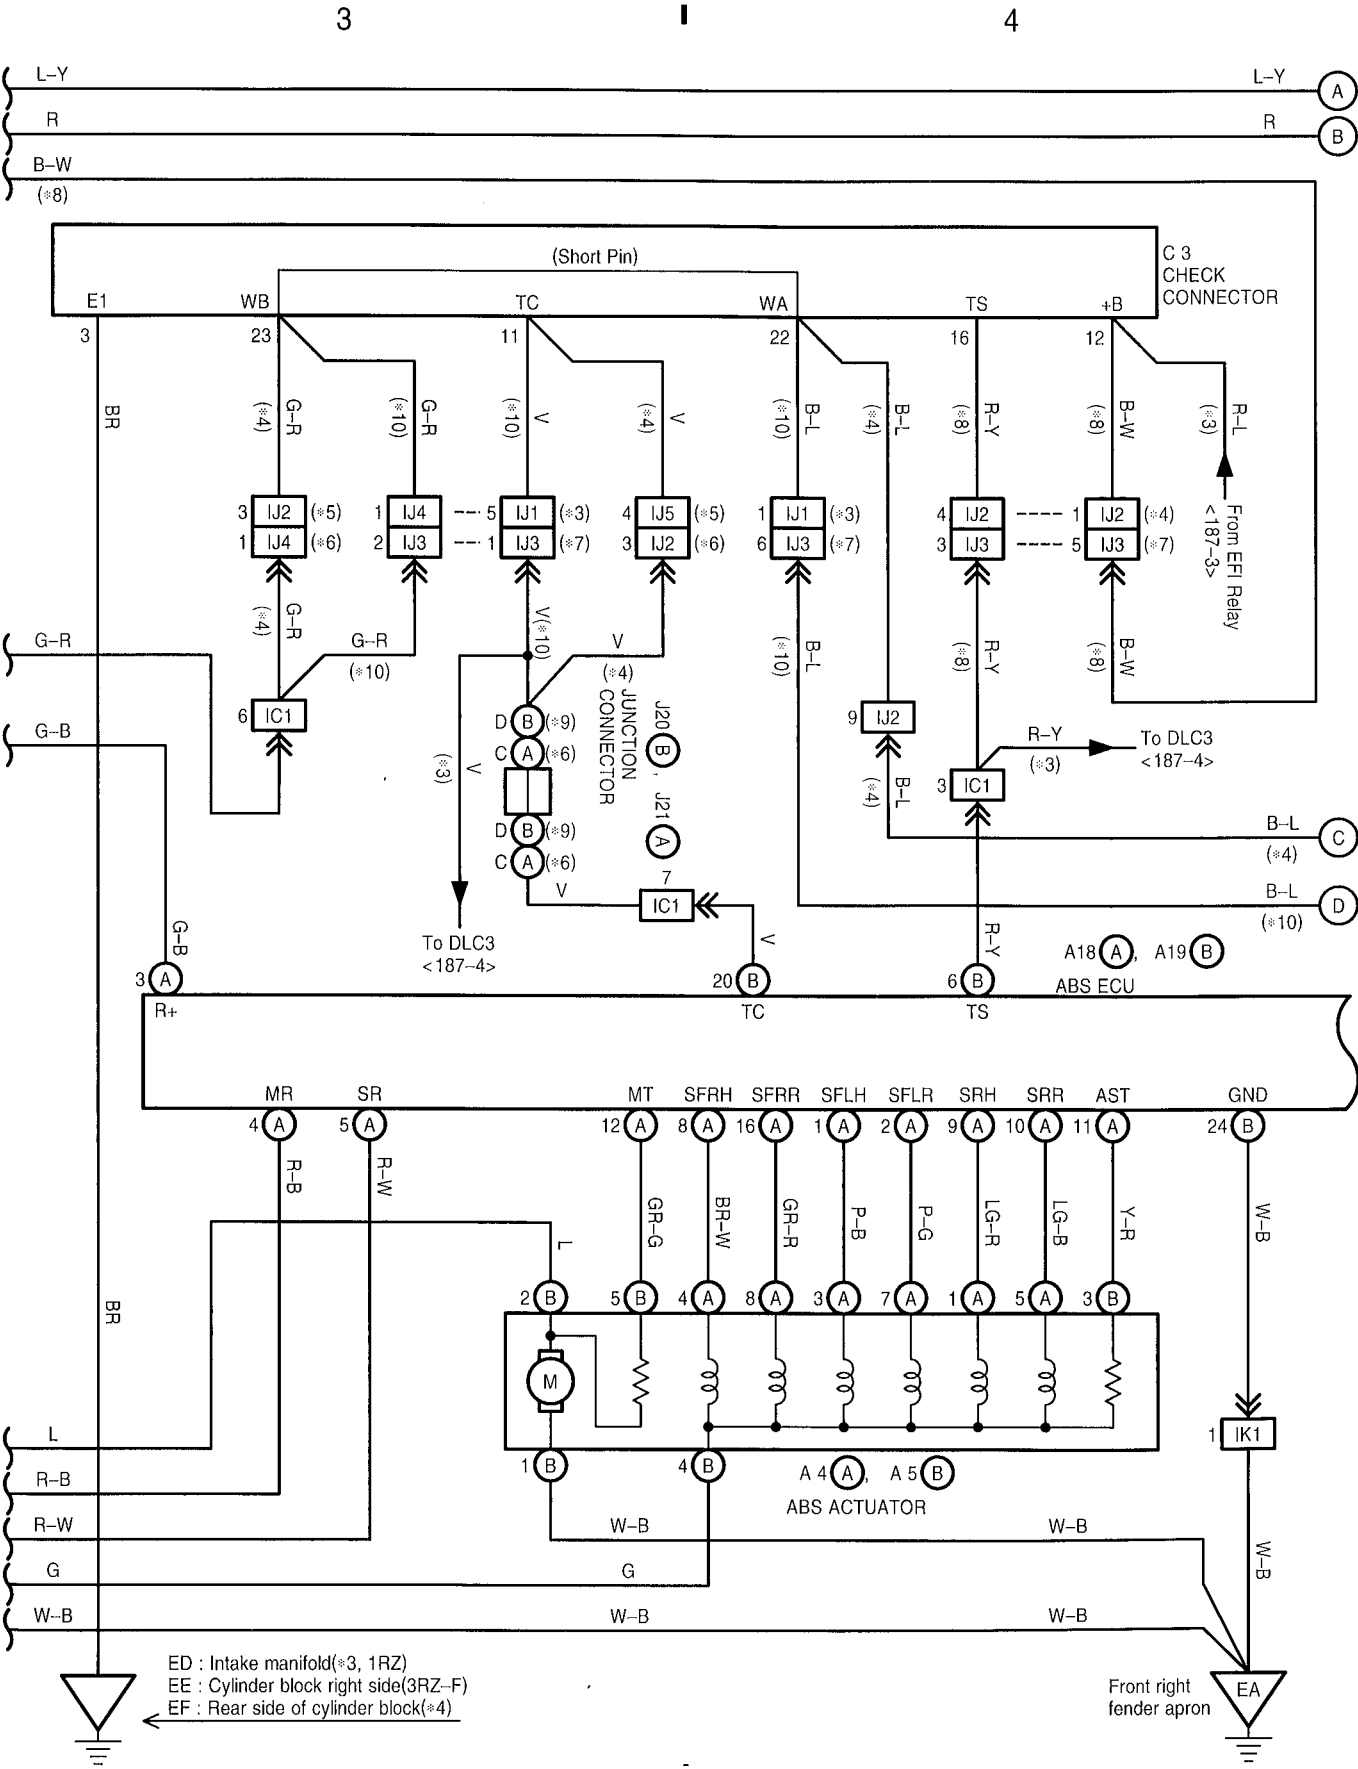 3 I 4
L-Y L-Y A
R R B
B-W
(*8)
(Short Pin)
C 3
CHECK
CONNECTOR
E1 WB TC WA TS +B
3 23 11 22 16 12
BR
G-R (*4)
G-R (*10)
V (*10)
V (*4)
B-L (*10)
B-L (*4)
R-Y (*8)
B-W (*8)
R-L (*3)
3 IJ2 (*5) 1 IJ4 5 IJ1 (*3) 4 IJ5 (*5) 1 IJ1 (*3) 4 IJ2 1 IJ2 (*4)
1 IJ4 (*6) 2 IJ3 1 IJ3 (*7) 3 IJ2 (*6) 6 IJ3 (*7) 3 IJ3 5 IJ3 (*7)
From EFI Relay
<187-3>
G-R (*4)
V(*10)
G-R
G-R
(*10)
V
(*4)
B-L (*10)
R-Y (*8)
B-W (*8)
6 IC1
D B (*9)
C A (*6)
JUNCTION
CONNECTOR
J20 B , J21 A
9 IJ2
G-B
V (*3)
R-Y
(*3)
To DLC3
<187-4>
B-L (*4)
3 IC1
D B (*9)
C A (*6)
B-L C
(*4)
V
7
IC1
B-L D
(*10)
To DLC3
<187-4>
G-B
V
R-Y
A18 A , A19 B
ABS ECU
3 A 20 B 6 B
R+ TC TS
MR SR MT SFRH SFRR SFLH SFLR SRH SRR AST GND
4 A 5 A 12 A 8 A 16 A 1 A 2 A 9 A 10 A 11 A 24 B
R-B R-W GR-G BR-W GR-R P-B P-G LG-R LG-B Y-R W-B
L
BR
2 B 5 B 4 A 8 A 3 A 7 A 1 A 5 A 3 B
M
L
1 IK1
1 B 4 B
A 4 A , A 5 B
ABS ACTUATOR
R-B
R-W W-B W-B
W-B
G G
W-B W-B W-B
ED : Intake manifold(*3, 1RZ)
EE : Cylinder block right side(3RZ-F)
EF : Rear side of cylinder block(*4)
Front right
fender apron
EA